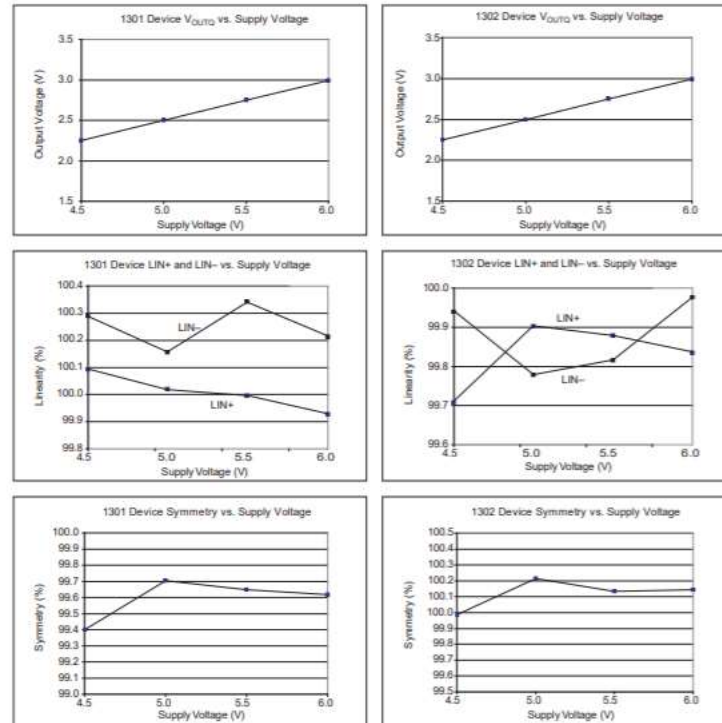 1301 Device VOUTQ vs. Supply Voltage
Output Voltage (V)
3.5
3.0
2.5
2.0
1.5
4.5 5.0 5.5 6.0
Supply Voltage (V)
1302 Device VOUTQ vs. Supply Voltage
Output Voltage (V)
3.5
3.0
2.5
2.0
1.5
4.5 5.0 5.5 6.0
Supply Voltage (V)
1301 Device LIN+ and LIN– vs. Supply Voltage
Linearity (%)
100.4
100.3
100.2
100.1
100.0
99.9
99.8
LIN–
LIN+
4.5 5.0 5.5 6.0
Supply Voltage (V)
1302 Device LIN+ and LIN– vs. Supply Voltage
Linearity (%)
100.0
99.9
99.8
99.7
99.6
LIN+
LIN–
4.5 5.0 5.5 6.0
Supply Voltage (V)
1301 Device Symmetry vs. Supply Voltage
Symmetry (%)
100.0
99.9
99.8
99.7
99.6
99.5
99.4
99.3
99.2
99.1
99.0
4.5 5.0 5.5 6.0
Supply Voltage (V)
1302 Device Symmetry vs. Supply Voltage
Symmetry (%)
100.5
100.4
100.3
100.2
100.1
100.0
99.9
99.8
99.7
99.6
99.5
4.5 5.0 5.5 6.0
Supply Voltage (V)